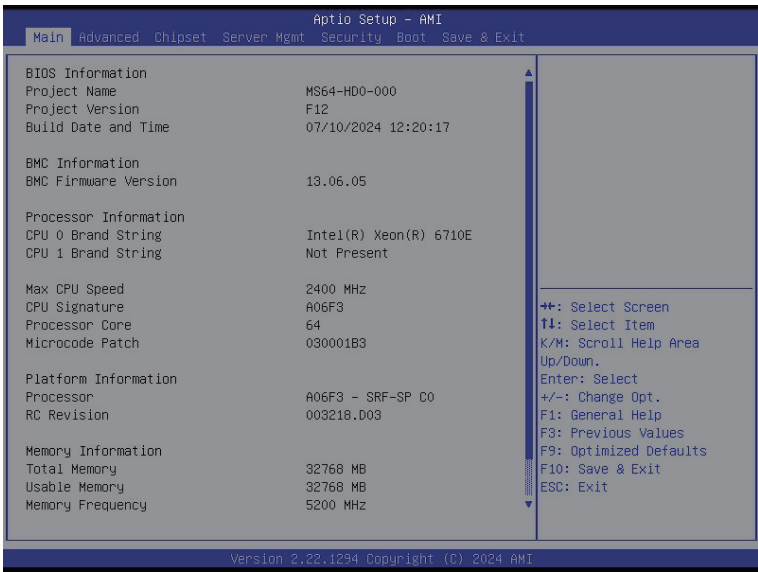 Aptio Setup – AMI
Main Advanced Chipset Server Mgmt Security Boot Save & Exit
BIOS Information
Project Name MS64-HD0-000
Project Version F12
Build Date and Time 07/10/2024 12:20:17
BMC Information
BMC Firmware Version 13.06.05
Processor Information
CPU 0 Brand String Intel(R) Xeon(R) 6710E
CPU 1 Brand String Not Present
Max CPU Speed 2400 MHz
CPU Signature A06F3
Processor Core 64
Microcode Patch 030001B3
Platform Information
Processor A06F3 - SRF-SP C0
RC Revision 003218.D03
Memory Information
Total Memory 32768 MB
Usable Memory 32768 MB
Memory Frequency 5200 MHz
→←: Select Screen
↑↓: Select Item
K/M: Scroll Help Area
Up/Down.
Enter: Select
+/-: Change Opt.
F1: General Help
F3: Previous Values
F9: Optimized Defaults
F10: Save & Exit
ESC: Exit
Version 2.22.1294 Copyright (C) 2024 AMI